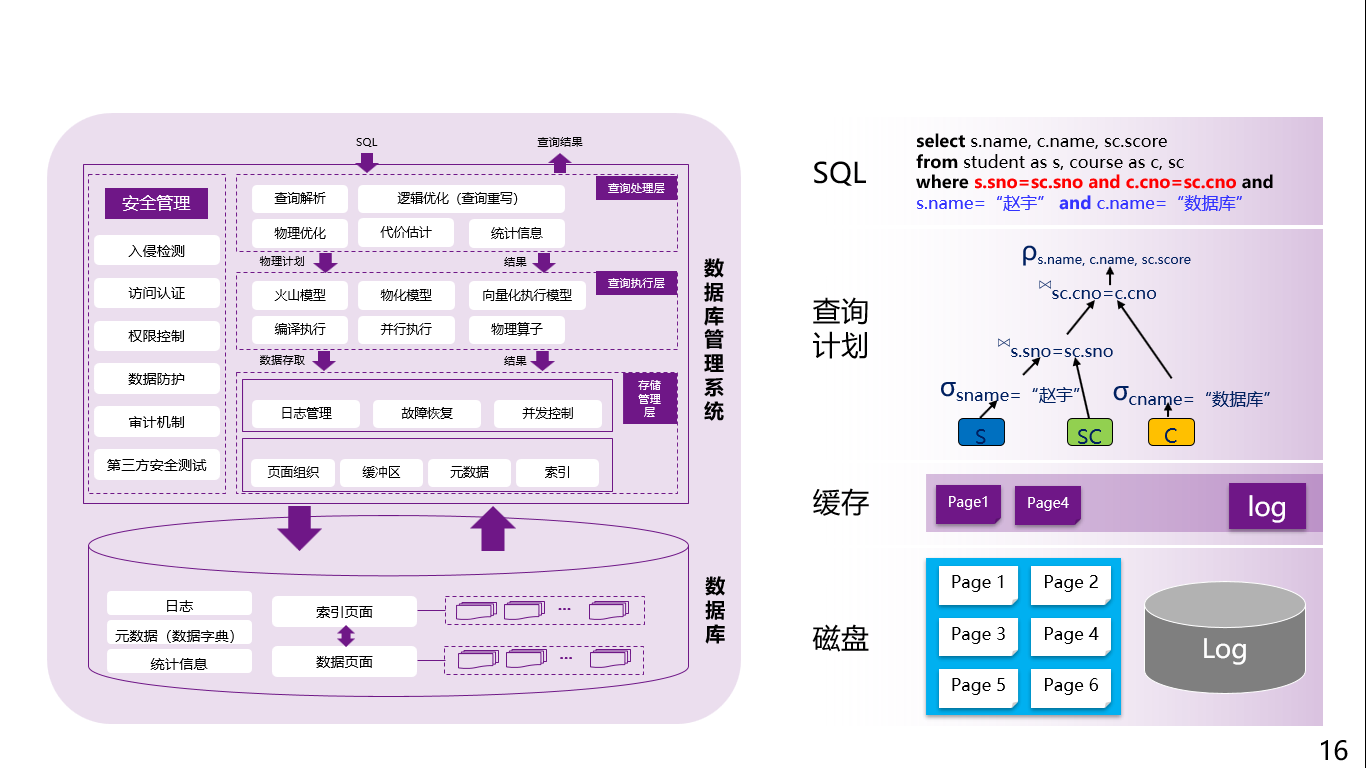 SQL
查询结果
安全管理
入侵检测
访问认证
权限控制
数据防护
审计机制
第三方安全测试
查询处理层
查询解析
逻辑优化（查询重写）
物理优化
代价估计
统计信息
物理计划
结果
查询执行层
火山模型
物化模型
向量化执行模型
编译执行
并行执行
物理算子
数据存取
结果
存储
管理
层
日志管理
故障恢复
并发控制
页面组织
缓冲区
元数据
索引
数据库管理系统
日志
元数据（数据字典）
统计信息
索引页面
...
数据页面
...
数据库
SQL
select s.name, c.name, sc.score
from student as s, course as c, sc
where s.sno=sc.sno and c.cno=sc.cno and
s.name=“赵宇” and c.name=“数据库”
查询
计划
ρs.name, c.name, sc.score
⋈sc.cno=c.cno
⋈s.sno=sc.sno
σsname=“赵宇”
σcname=“数据库”
S
SC
C
缓存
Page1
Page4
log
磁盘
Page 1
Page 2
Page 3
Page 4
Page 5
Page 6
Log
16